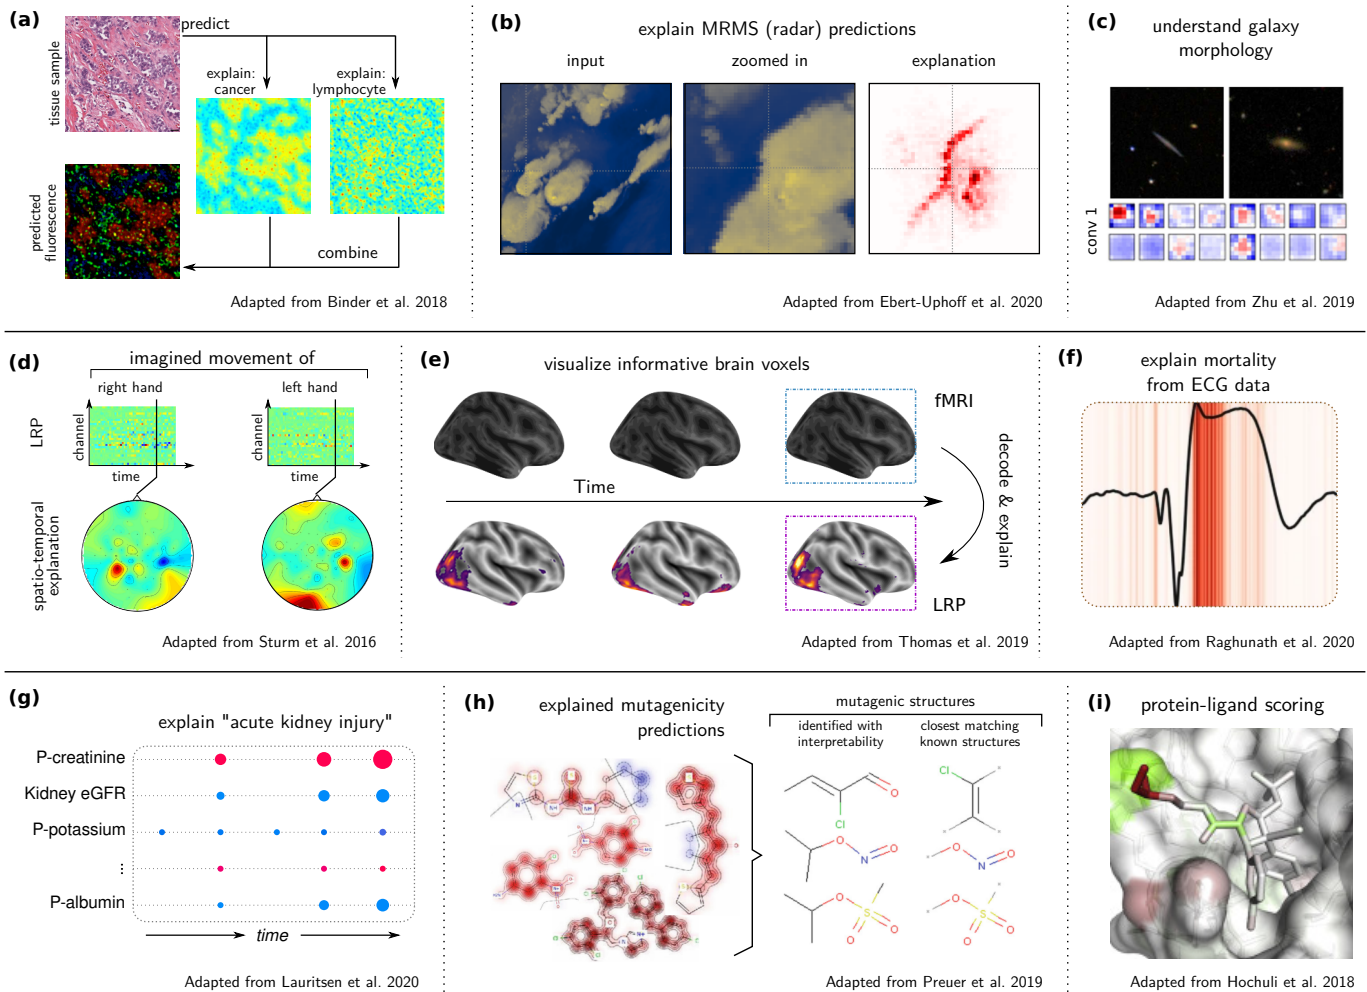 (a)
predict
tissue sample
explain:
cancer
explain:
lymphocyte
predicted
fluorescence
combine
Adapted from Binder et al. 2018
(b)
explain MRMS (radar) predictions
input
zoomed in
explanation
Adapted from Ebert-Uphoff et al. 2020
(c)
understand galaxy
morphology
conv 1
Adapted from Zhu et al. 2019
(d)
imagined movement of
right hand
left hand
LRP
channel
time
channel
time
spatio-temporal
explanation
Adapted from Sturm et al. 2016
(e)
visualize informative brain voxels
fMRI
Time
decode & explain
LRP
Adapted from Thomas et al. 2019
(f)
explain mortality
from ECG data
Adapted from Raghunath et al. 2020
(g)
explain "acute kidney injury"
P-creatinine
Kidney eGFR
P-potassium
⋮
P-albumin
time
Adapted from Lauritsen et al. 2020
(h)
explained mutagenicity
predictions
mutagenic structures
identified with
interpretability
closest matching
known structures
O
Cl
Cl
O
N
O
O
N
O
O
S
O
O
O
S
O
O
Adapted from Preuer et al. 2019
(i)
protein-ligand scoring
Adapted from Hochuli et al. 2018